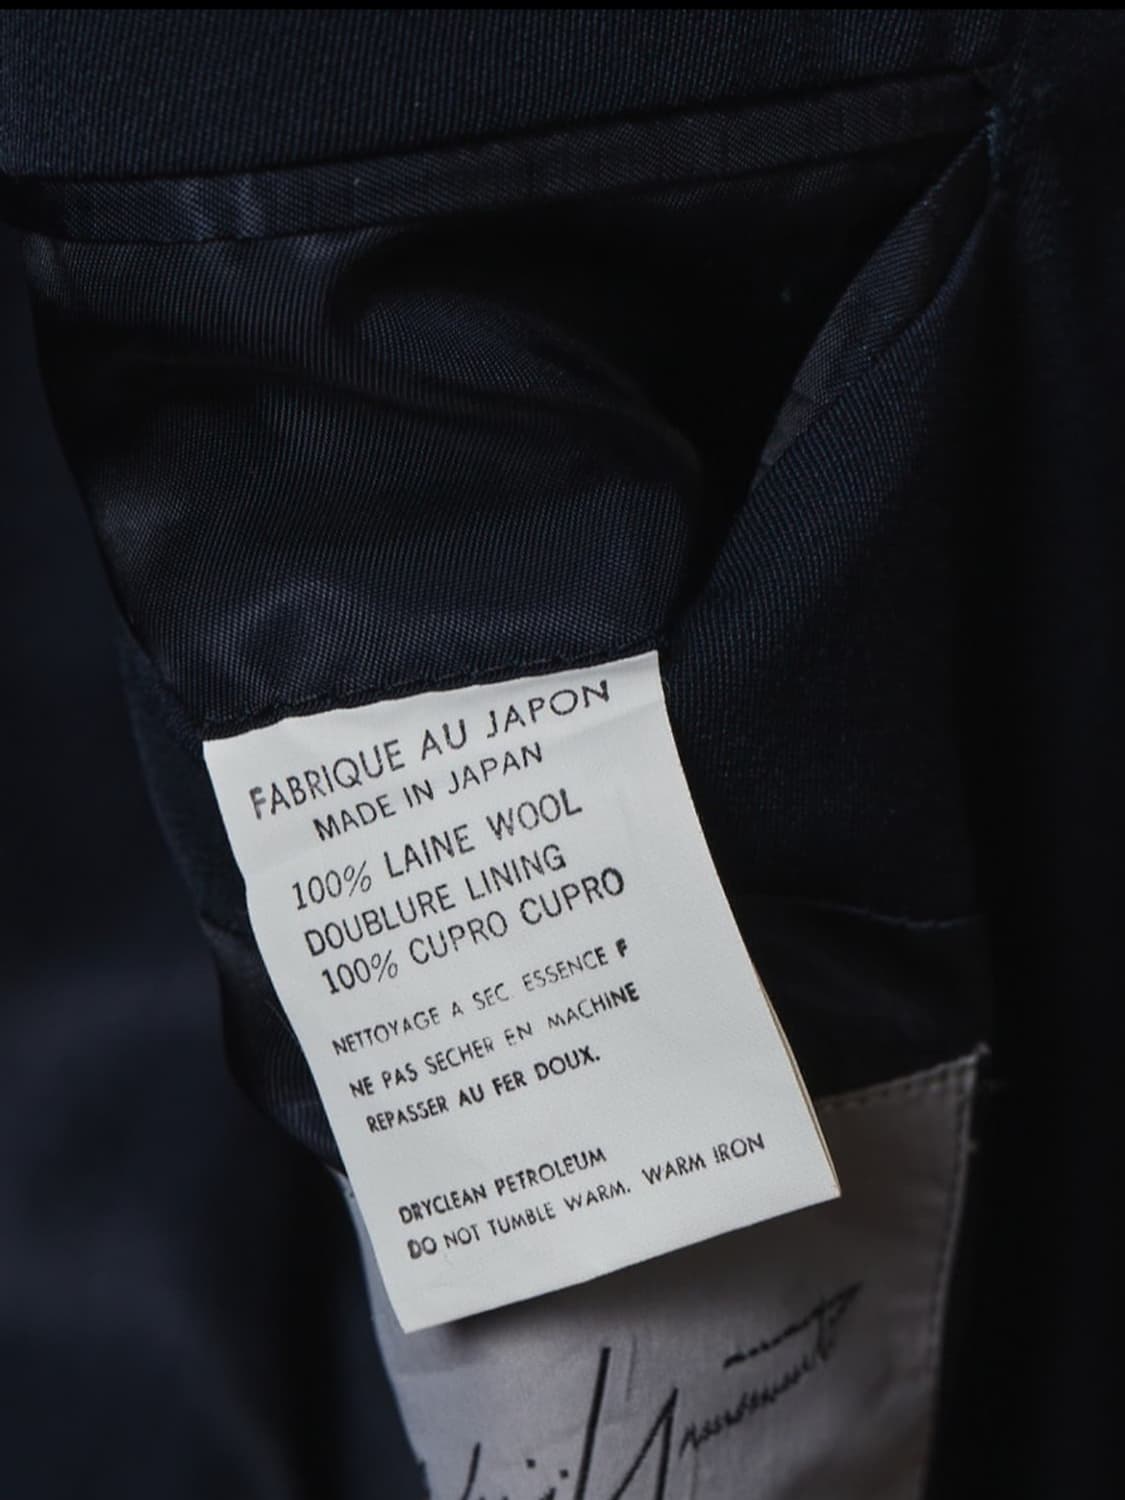 FABRIQUE AU JAPON
MADE IN JAPAN
100% LAINE WOOL
DOUBLURE LINING
100% CUPRO CUPRO
NETTOYAGE A SEC ESSENCE F
NE PAS SECHER EN MACHINE
REPASSER AU FER DOUX.
DRYCLEAN PETROLEUM
DO NOT TUMBLE WARM. WARM IRON